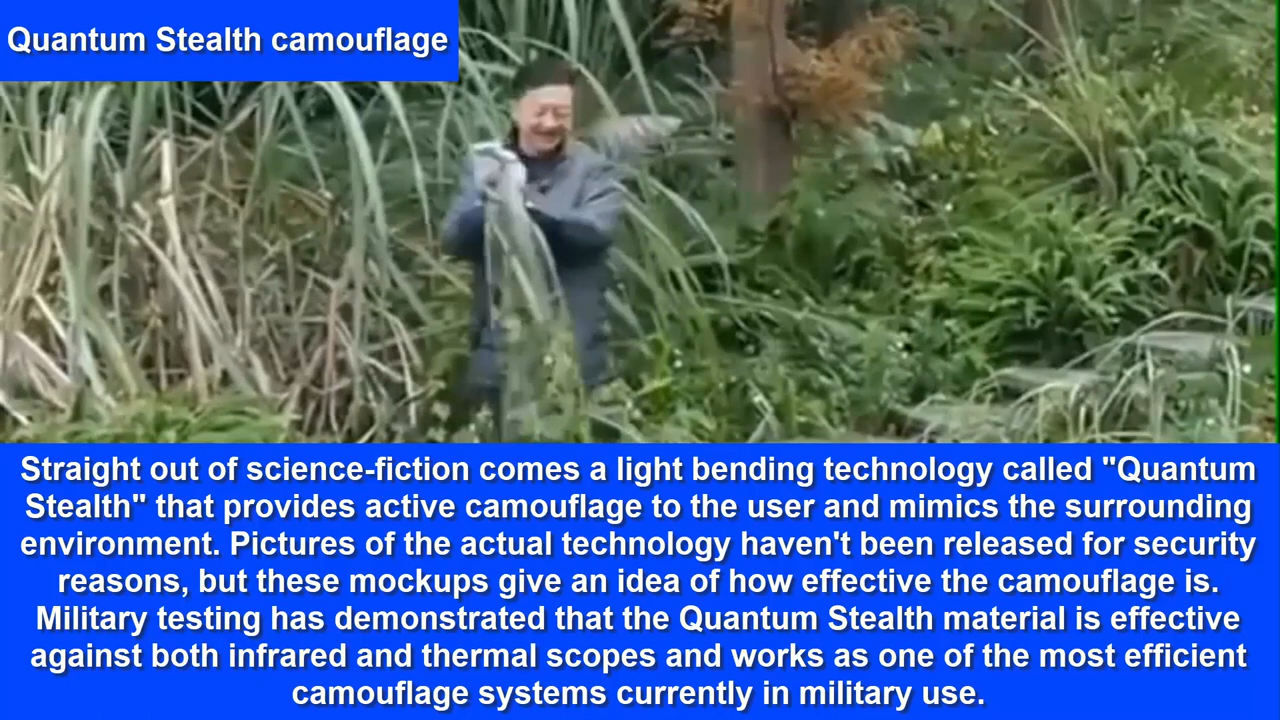 Quantum Stealth camouflage
Straight out of science-fiction comes a light bending technology called "Quantum
Stealth" that provides active camouflage to the user and mimics the surrounding
environment. Pictures of the actual technology haven't been released for security
reasons, but these mockups give an idea of how effective the camouflage is.
Military testing has demonstrated that the Quantum Stealth material is effective
against both infrared and thermal scopes and works as one of the most efficient
camouflage systems currently in military use.